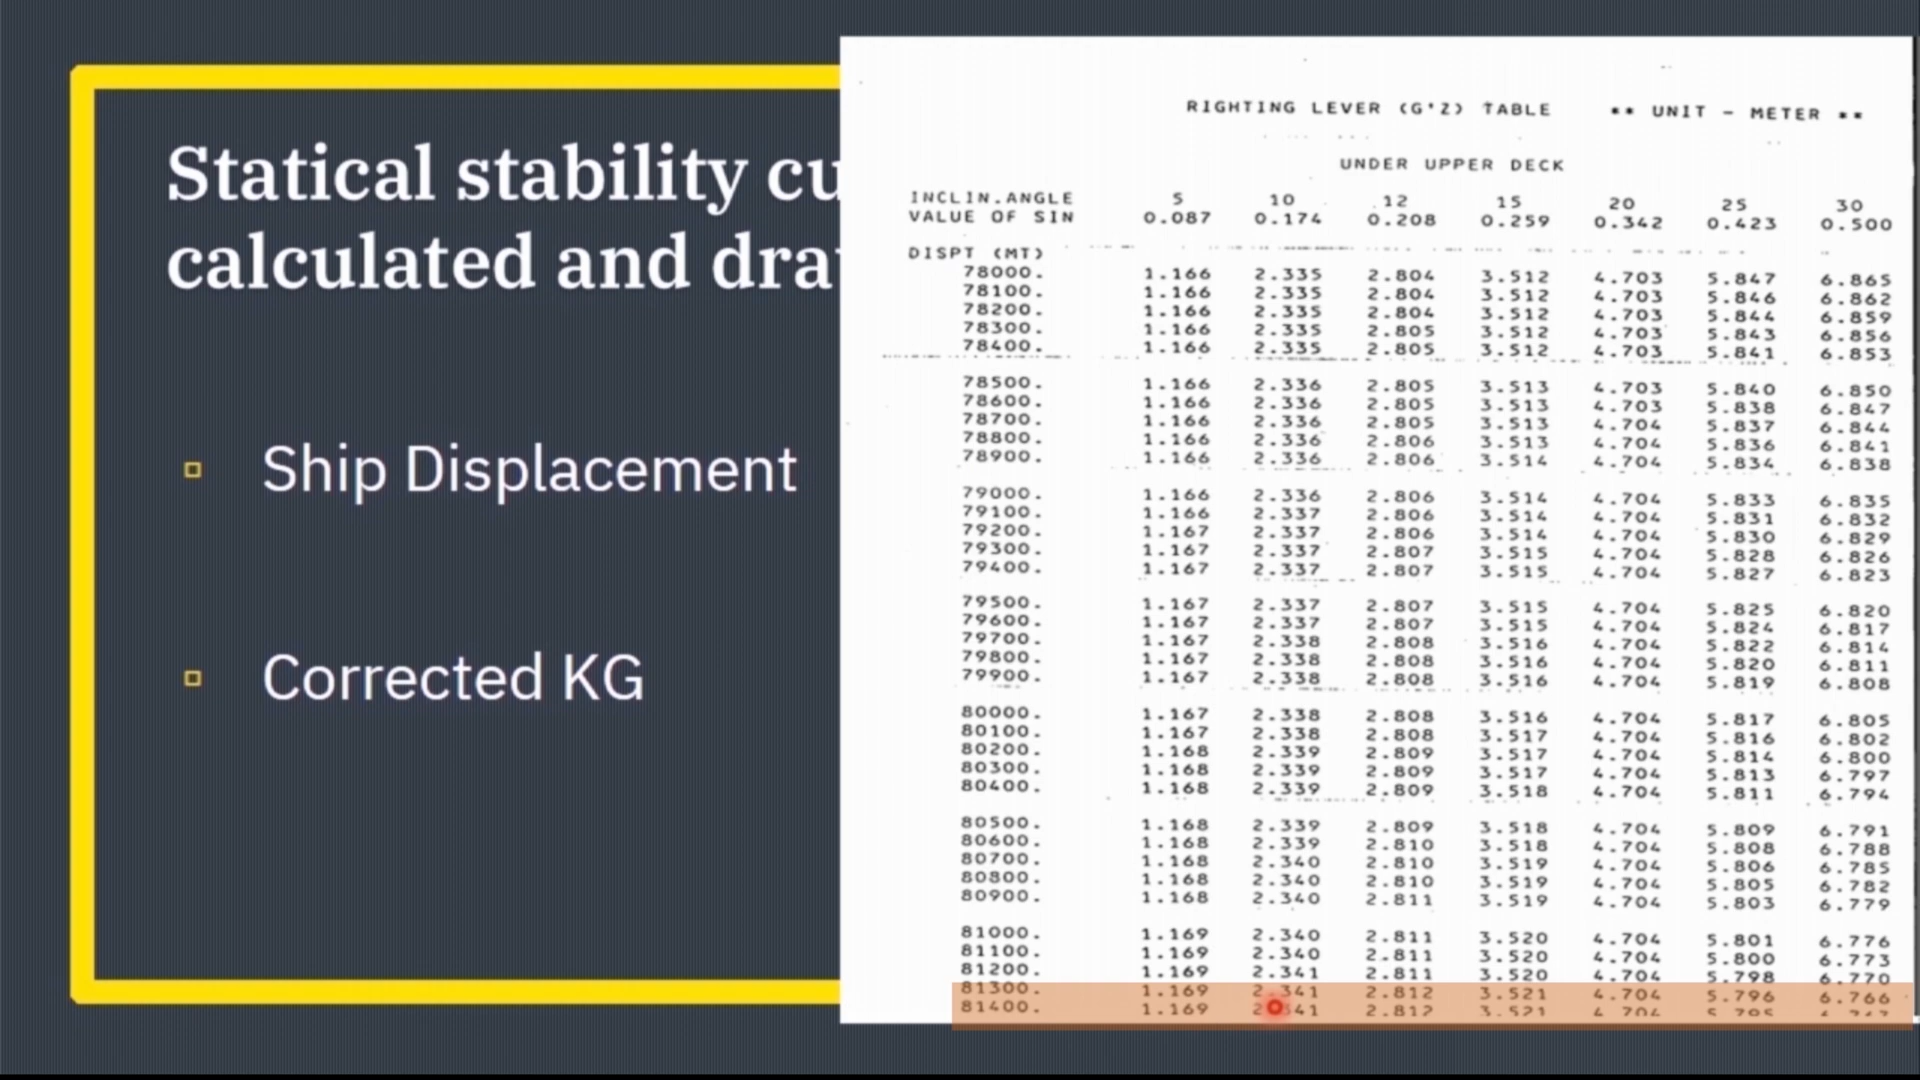 Statical stability cu
calculated and dra
Ship Displacement
Corrected KG
RIGHTING LEVER (G'Z) TABLE ** UNIT - METER **
UNDER UPPER DECK
INCLIN.ANGLE 5 10 12 15 20 25 30
VALUE OF SIN 0.087 0.174 0.208 0.259 0.342 0.423 0.500
DISPT (MT)
78000. 1.166 2.335 2.804 3.512 4.703 5.847 6.865
78100. 1.166 2.335 2.804 3.512 4.703 5.846 6.862
78200. 1.166 2.335 2.804 3.512 4.703 5.844 6.859
78300. 1.166 2.335 2.805 3.512 4.703 5.843 6.856
78400. 1.166 2.335 2.805 3.512 4.703 5.841 6.853
78500. 1.166 2.336 2.805 3.513 4.703 5.840 6.850
78600. 1.166 2.336 2.805 3.513 4.703 5.838 6.847
78700. 1.166 2.336 2.805 3.513 4.704 5.837 6.844
78800. 1.166 2.336 2.806 3.513 4.704 5.836 6.841
78900. 1.166 2.336 2.806 3.514 4.704 5.834 6.838
79000. 1.166 2.336 2.806 3.514 4.704 5.833 6.835
79100. 1.166 2.337 2.806 3.514 4.704 5.831 6.832
79200. 1.167 2.337 2.806 3.514 4.704 5.830 6.829
79300. 1.167 2.337 2.807 3.515 4.704 5.828 6.826
79400. 1.167 2.337 2.807 3.515 4.704 5.827 6.823
79500. 1.167 2.337 2.807 3.515 4.704 5.825 6.820
79600. 1.167 2.337 2.807 3.515 4.704 5.824 6.817
79700. 1.167 2.338 2.808 3.516 4.704 5.822 6.814
79800. 1.167 2.338 2.808 3.516 4.704 5.820 6.811
79900. 1.167 2.338 2.808 3.516 4.704 5.819 6.808
80000. 1.167 2.338 2.808 3.516 4.704 5.817 6.805
80100. 1.167 2.338 2.808 3.517 4.704 5.816 6.802
80200. 1.168 2.339 2.809 3.517 4.704 5.814 6.800
80300. 1.168 2.339 2.809 3.517 4.704 5.813 6.797
80400. 1.168 2.339 2.809 3.518 4.704 5.811 6.794
80500. 1.168 2.339 2.809 3.518 4.704 5.809 6.791
80600. 1.168 2.339 2.810 3.518 4.704 5.808 6.788
80700. 1.168 2.340 2.810 3.519 4.704 5.806 6.785
80800. 1.168 2.340 2.810 3.519 4.704 5.805 6.782
80900. 1.168 2.340 2.811 3.519 4.704 5.803 6.779
81000. 1.169 2.340 2.811 3.520 4.704 5.801 6.776
81100. 1.169 2.340 2.811 3.520 4.704 5.800 6.773
81200. 1.169 2.341 2.811 3.520 4.704 5.798 6.770
81300. 1.169 2.341 2.812 3.521 4.704 5.796 6.766
81400. 1.169 2.812 3.521 4.704 5.795